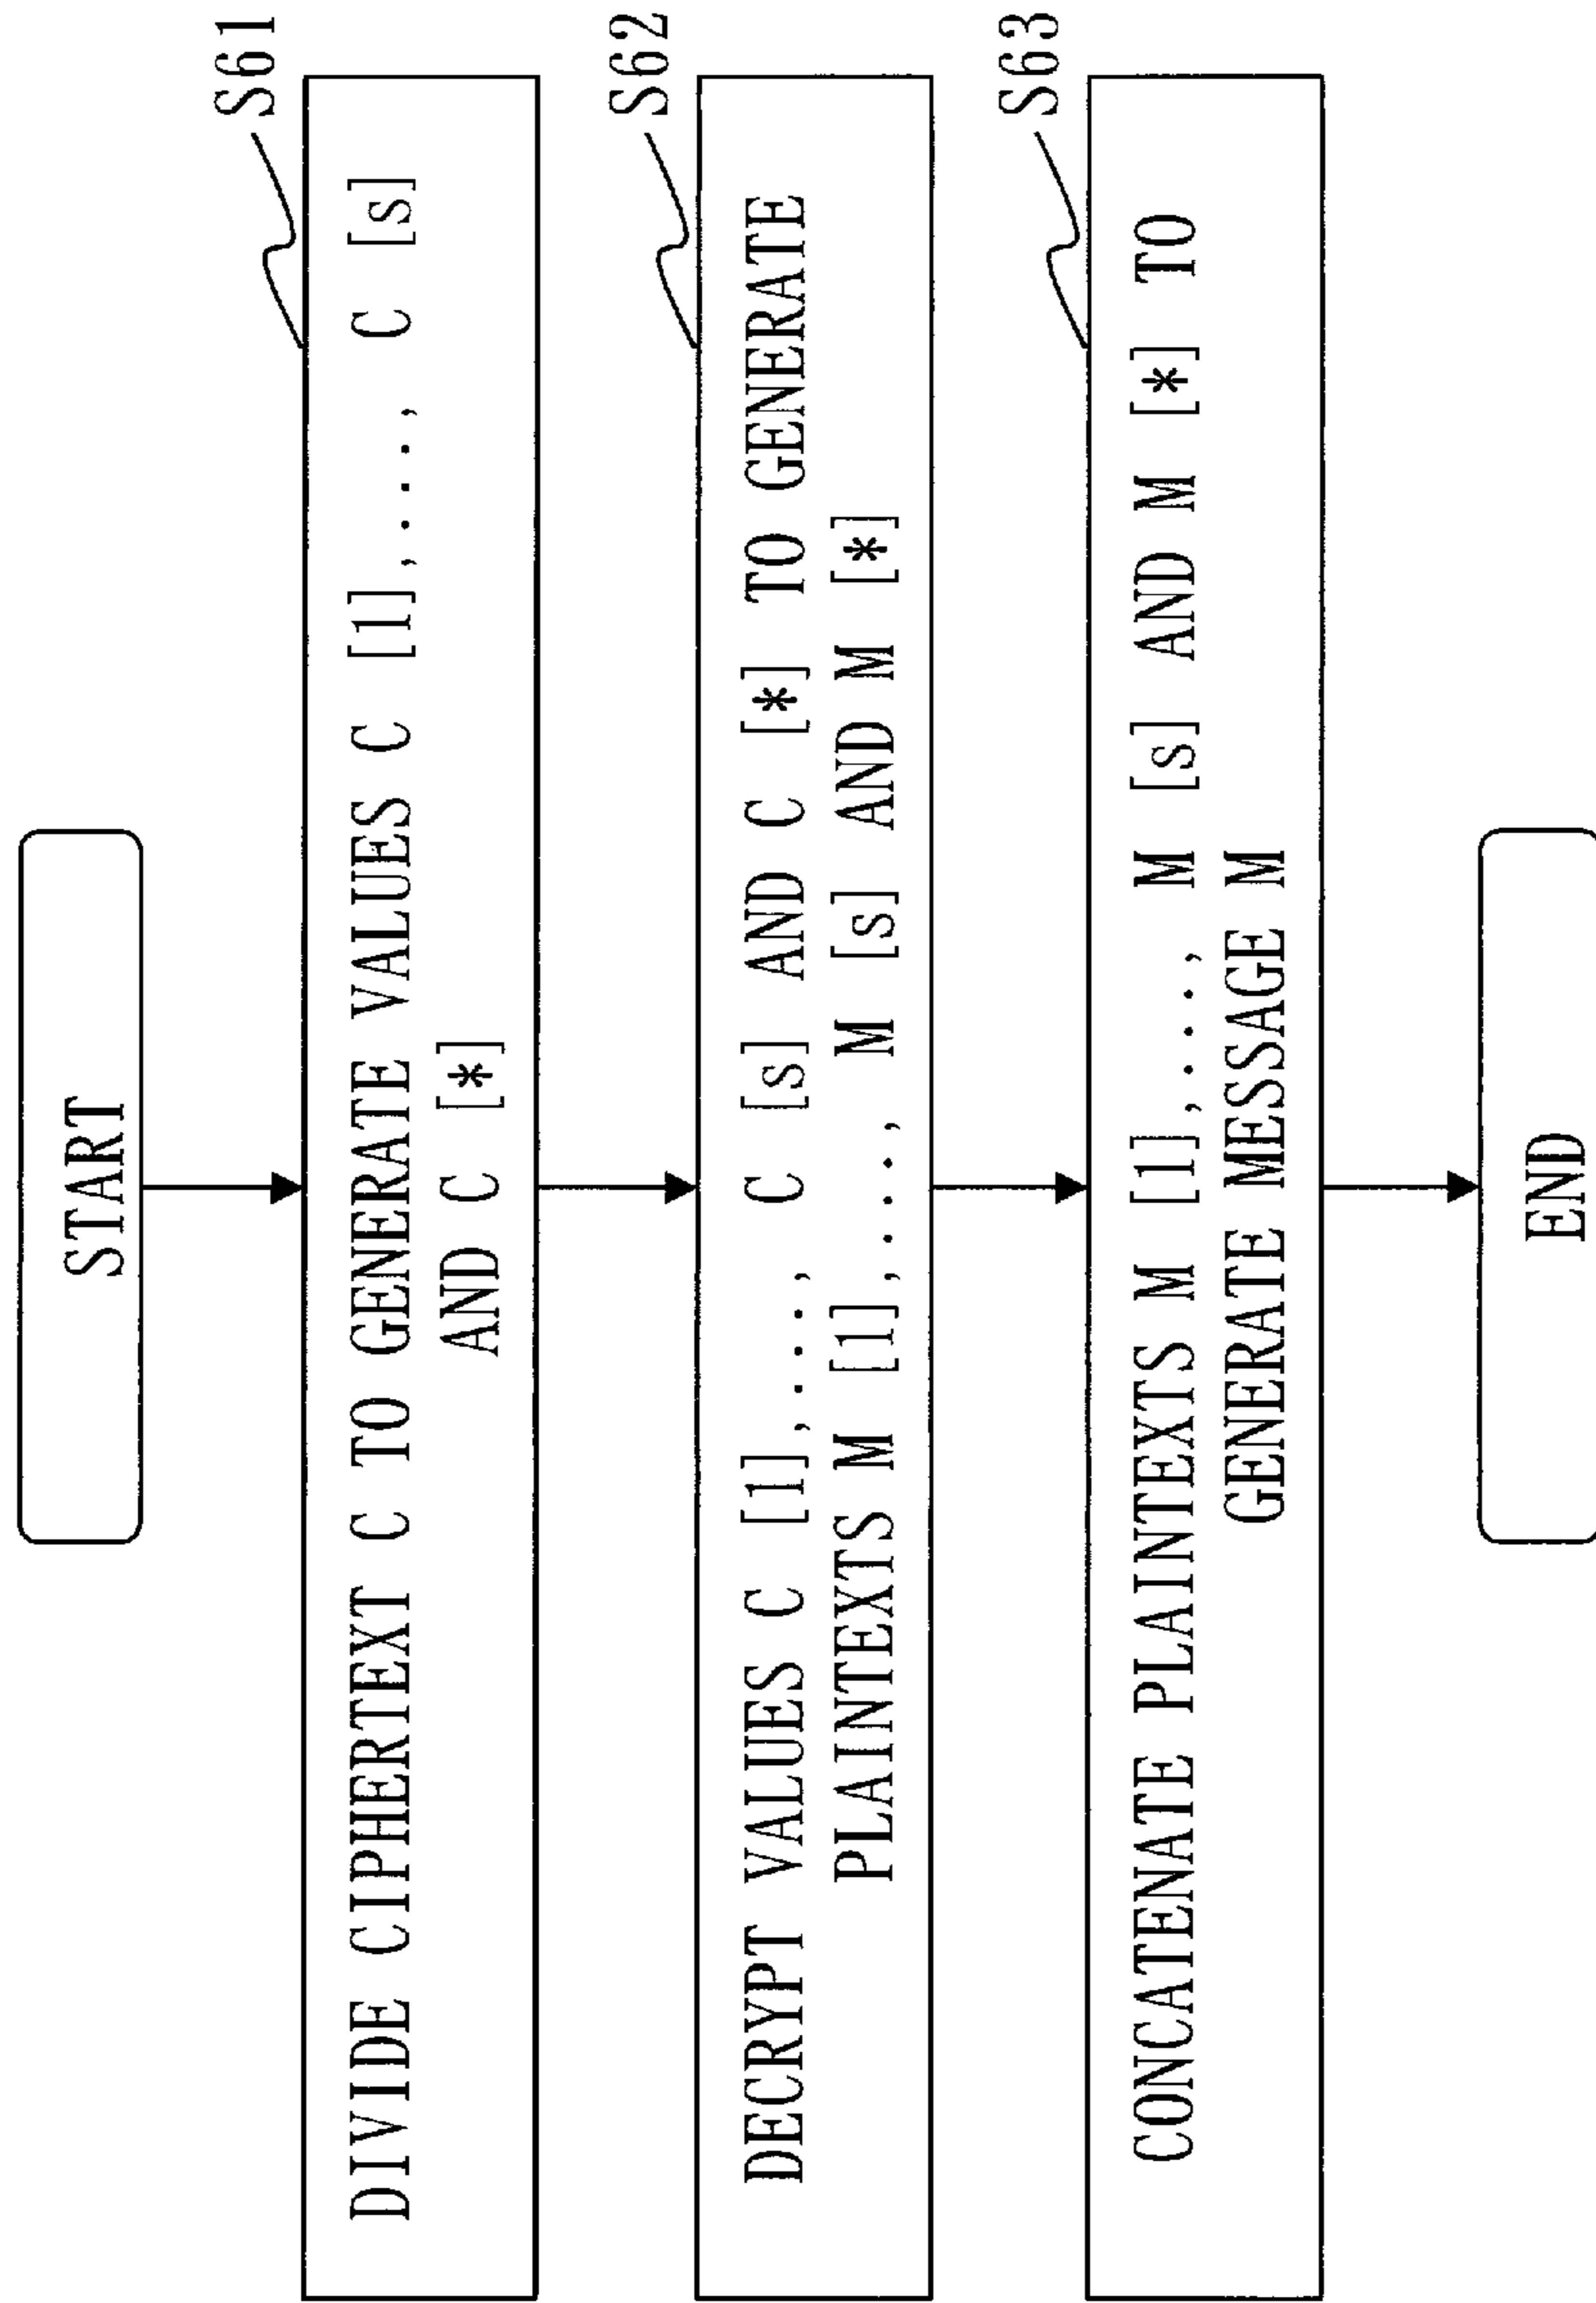 START
S61
DIVIDE CIPHERTEXT C TO GENERATE VALUES C [1],...., C [s]
AND C [*]
S62
DECRYPT VALUES C [1],...., C [s] AND C [*] TO GENERATE
PLAINTEXTS M [1],...., M [s] AND M [*]
S63
CONCATENATE PLAINTEXTS M [1],...., M [s] AND M [*] TO
GENERATE MESSAGE M
END